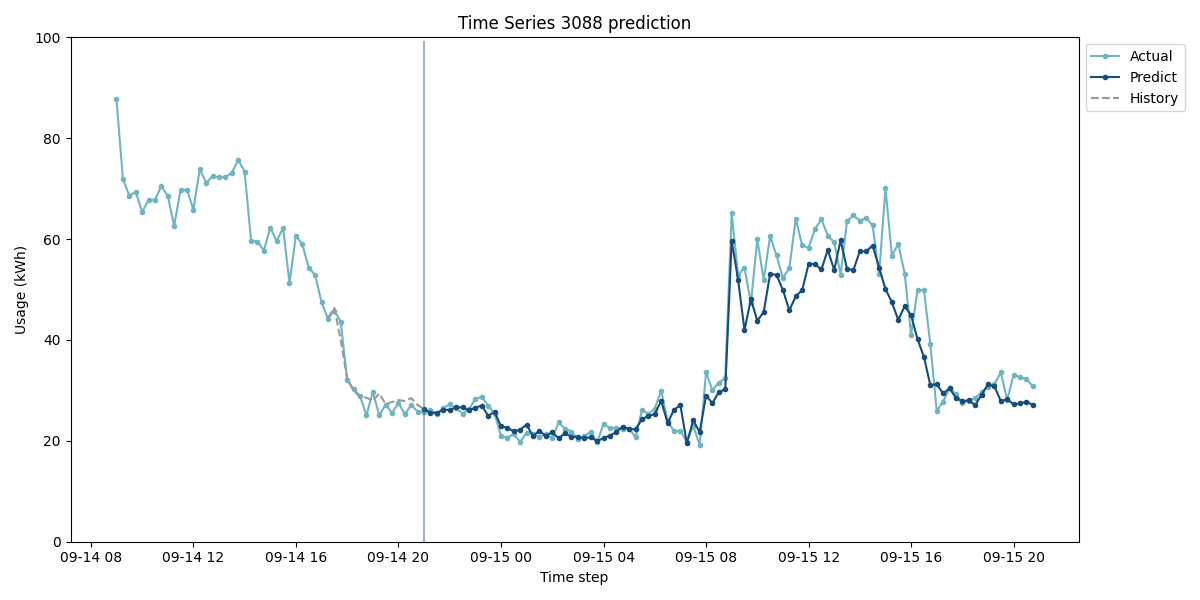 Time Series 3088 prediction
Actual
Predict
History
Usage (kWh)
100
80
60
40
20
0
09-14 08 09-14 12 09-14 16 09-14 20 09-15 00 09-15 04 09-15 08 09-15 12 09-15 16 09-15 20
Time step